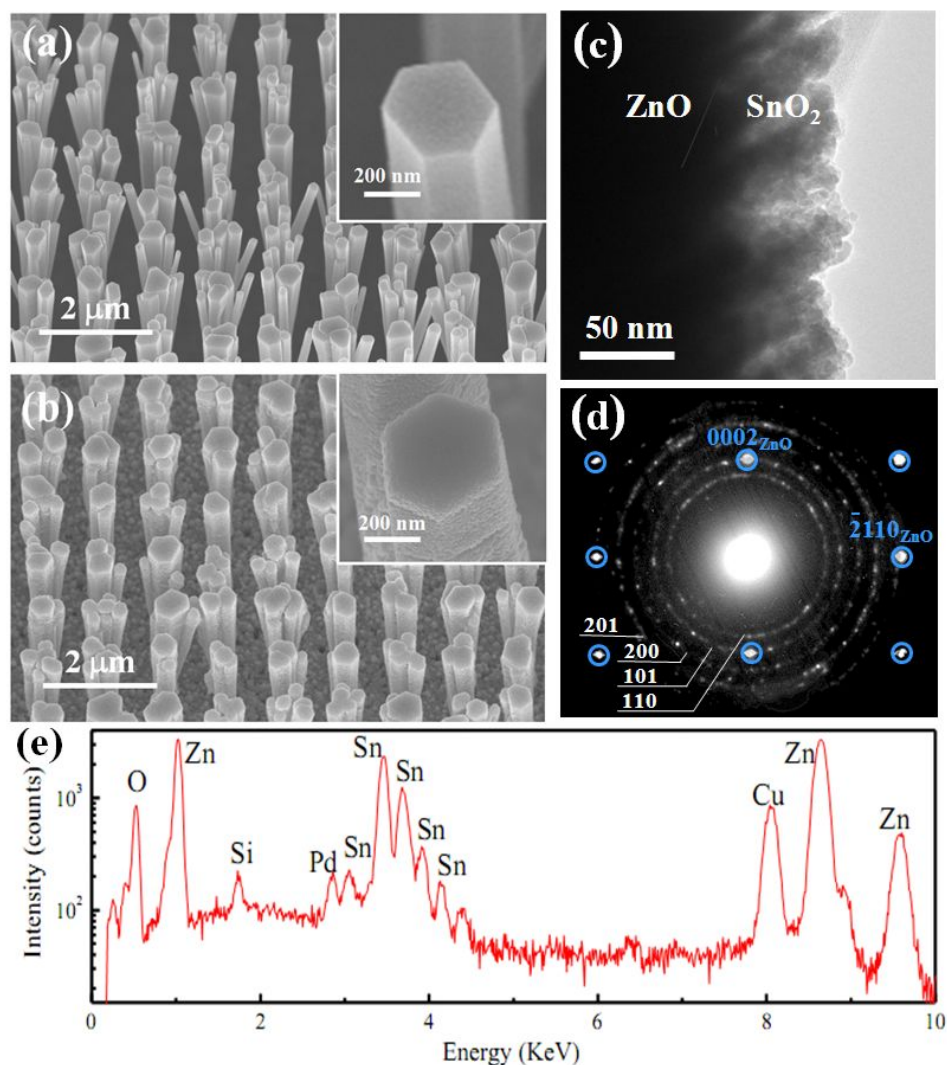 (a)
200 nm
2 μm
(b)
200 nm
2 μm
(c)
ZnO SnO₂
50 nm
(d)
0002ZnO
2̄110ZnO
201
200
101
110
(e)
Intensity (counts)
10³
10²
O
Zn
Si
Pd
Sn
Sn
Sn
Sn
Sn
Cu
Zn
Zn
0 2 4 6 8 10
Energy (KeV)